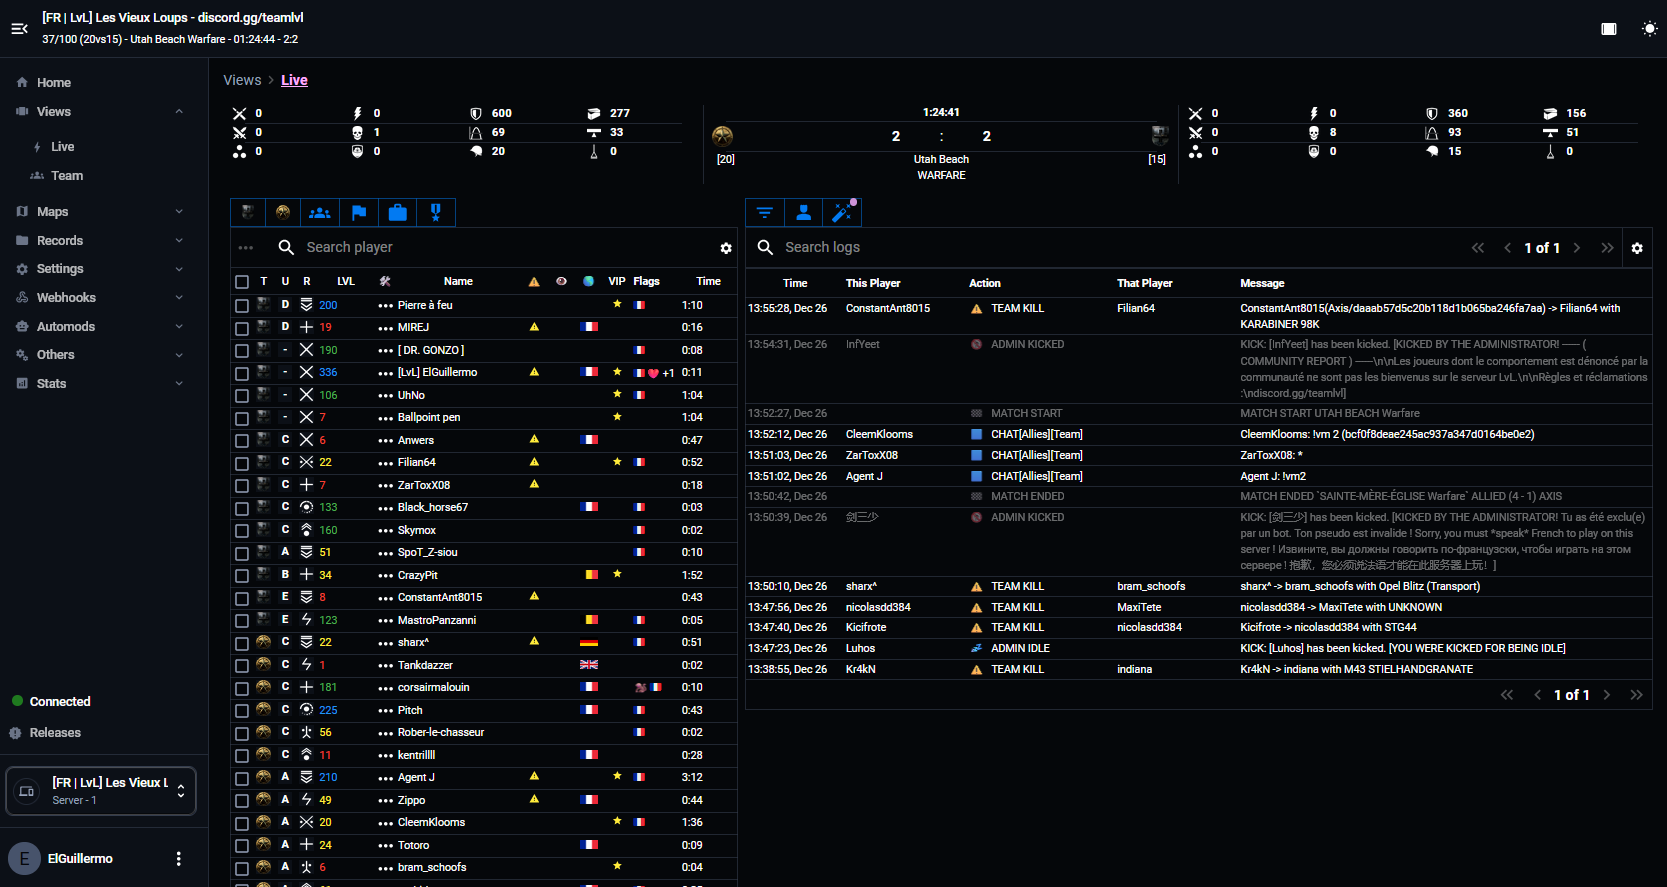 [FR | LvL] Les Vieux Loups - discord.gg/teamlvl
37/100 (20vs15) - Utah Beach Warfare - 01:24:44 - 2:2
Home
Views
Live
Team
Maps
Records
Settings
Webhooks
Automods
Others
Stats
Connected
Releases
[FR | LvL] Les Vieux L
Server - 1
E ElGuillermo
Views > Live
0 0 600 277
0 1 69 33
0 0 20 0
1:24:41
2 : 2
[20] Utah Beach [15]
WARFARE
0 0 360 156
0 8 93 51
0 0 15 0
Search player
T U R LVL Name VIP Flags Time
D 200 Pierre à feu 1:10
D 19 MIREJ 0:16
- 190 [ DR. GONZO ] 0:08
- 336 [LvL] ElGuillermo +1 0:11
- 106 UhNo 1:04
- 7 Ballpoint pen 1:04
C 6 Anwers 0:47
C 22 Filian64 0:52
C 7 ZarToxX08 0:18
C 133 Black_horse67 0:03
C 160 Skymox 0:02
A 51 SpoT_Z-siou 0:10
B 34 CrazyPit 1:52
E 8 ConstantAnt8015 0:43
E 123 MastroPanzanni 0:05
C 22 sharx^ 0:51
C 1 Tankdazzer 0:02
C 181 corsairmalouin 0:10
C 225 Pitch 0:43
C 56 Rober-le-chasseur 0:02
C 11 kentrilllll 0:28
A 210 Agent J 3:12
A 49 Zippo 0:44
A 20 CleemKlooms 1:36
A 24 Totoro 0:09
A 6 bram_schoofs 0:04
Search logs
1 of 1
Time This Player Action That Player Message
13:55:28, Dec 26 ConstantAnt8015 TEAM KILL Filian64 ConstantAnt8015(Axis/daaab57d5c20b118d1b065ba246fa7aa) -> Filian64 with
KARABINER 98K
13:54:31, Dec 26 InfYeet ADMIN KICKED KICK: [InfYeet] has been kicked. [KICKED BY THE ADMINISTRATOR! ─── (
COMMUNITY REPORT ) ───\n\nLes joueurs dont le comportement est dénoncé par la
communauté ne sont pas les bienvenus sur le serveur LvL.\n\nRègles et réclamations
:\ndiscord.gg/teamlvl]
13:52:27, Dec 26 MATCH START MATCH START UTAH BEACH Warfare
13:52:12, Dec 26 CleemKlooms CHAT[Allies][Team] CleemKlooms: !vm 2 (bcf0f8deae245ac937a347d0164be0e2)
13:51:03, Dec 26 ZarToxX08 CHAT[Allies][Team] ZarToxX08: *
13:51:02, Dec 26 Agent J CHAT[Allies][Team] Agent J: !vm2
13:50:42, Dec 26 MATCH ENDED MATCH ENDED `SAINTE-MÈRE-ÉGLISE Warfare` ALLIED (4 - 1) AXIS
13:50:39, Dec 26 剑三少 ADMIN KICKED KICK: [剑三少] has been kicked. [KICKED BY THE ADMINISTRATOR! Tu as été exclu(e)
par un bot. Ton pseudo est invalide ! Sorry, you must *speak* French to play on this
server ! Извините, вы должны говорить по-французски, чтобы играть на этом
сервере ! 抱歉，您必须说法语才能在此服务器上玩！]
13:50:10, Dec 26 sharx^ TEAM KILL bram_schoofs sharx^ -> bram_schoofs with Opel Blitz (Transport)
13:47:56, Dec 26 nicolasdd384 TEAM KILL MaxiTete nicolasdd384 -> MaxiTete with UNKNOWN
13:47:40, Dec 26 Kicifrote TEAM KILL nicolasdd384 Kicifrote -> nicolasdd384 with STG44
13:47:23, Dec 26 Luhos ADMIN IDLE KICK: [Luhos] has been kicked. [YOU WERE KICKED FOR BEING IDLE]
13:38:55, Dec 26 Kr4kN TEAM KILL indiana Kr4kN -> indiana with M43 STIELHANDGRANATE
1 of 1